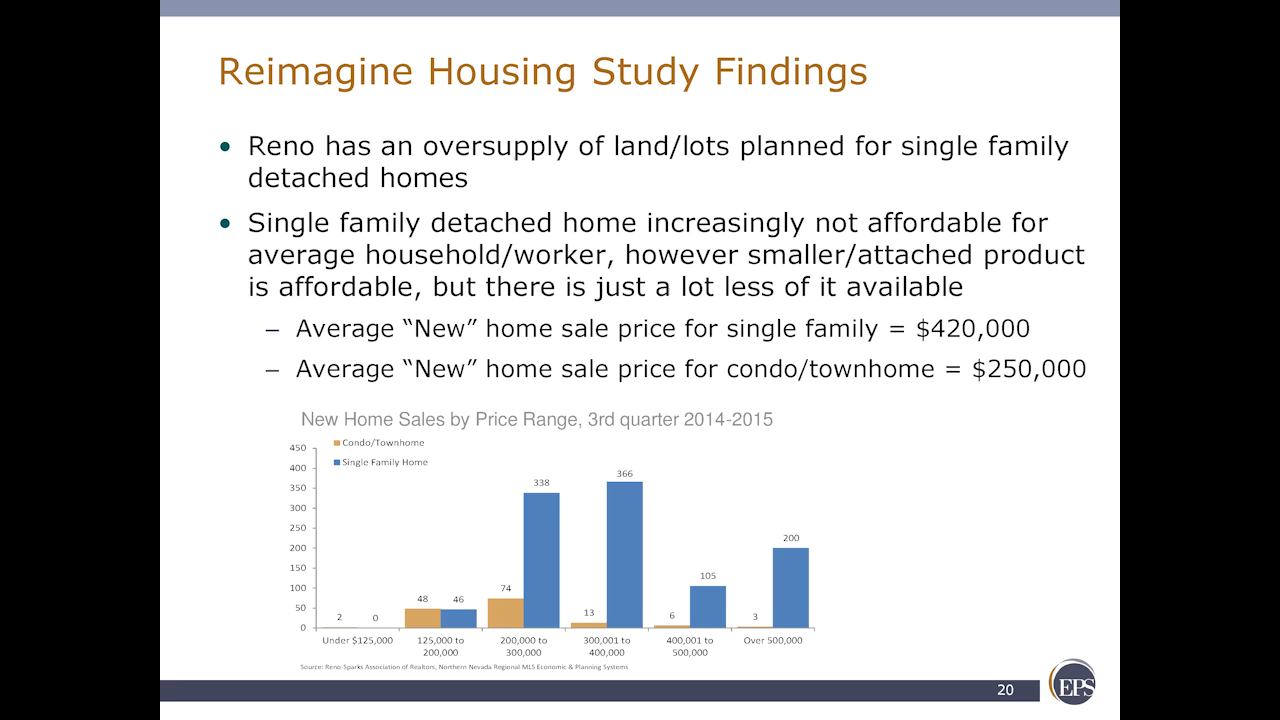 Reimagine Housing Study Findings
• Reno has an oversupply of land/lots planned for single family
detached homes
• Single family detached home increasingly not affordable for
average household/worker, however smaller/attached product
is affordable, but there is just a lot less of it available
– Average “New” home sale price for single family = $420,000
– Average “New” home sale price for condo/townhome = $250,000
New Home Sales by Price Range, 3rd quarter 2014-2015
Condo/Townhome
Single Family Home
450
400
350
300
250
200
150
100
50
0
2
0
48
46
74
338
13
366
6
105
3
200
Under $125,000
125,000 to
200,000
200,000 to
300,000
300,001 to
400,000
400,001 to
500,000
Over 500,000
Source: Reno-Sparks Association of Realtors, Northern Nevada Regional MLS Economic & Planning Systems
20
EPS